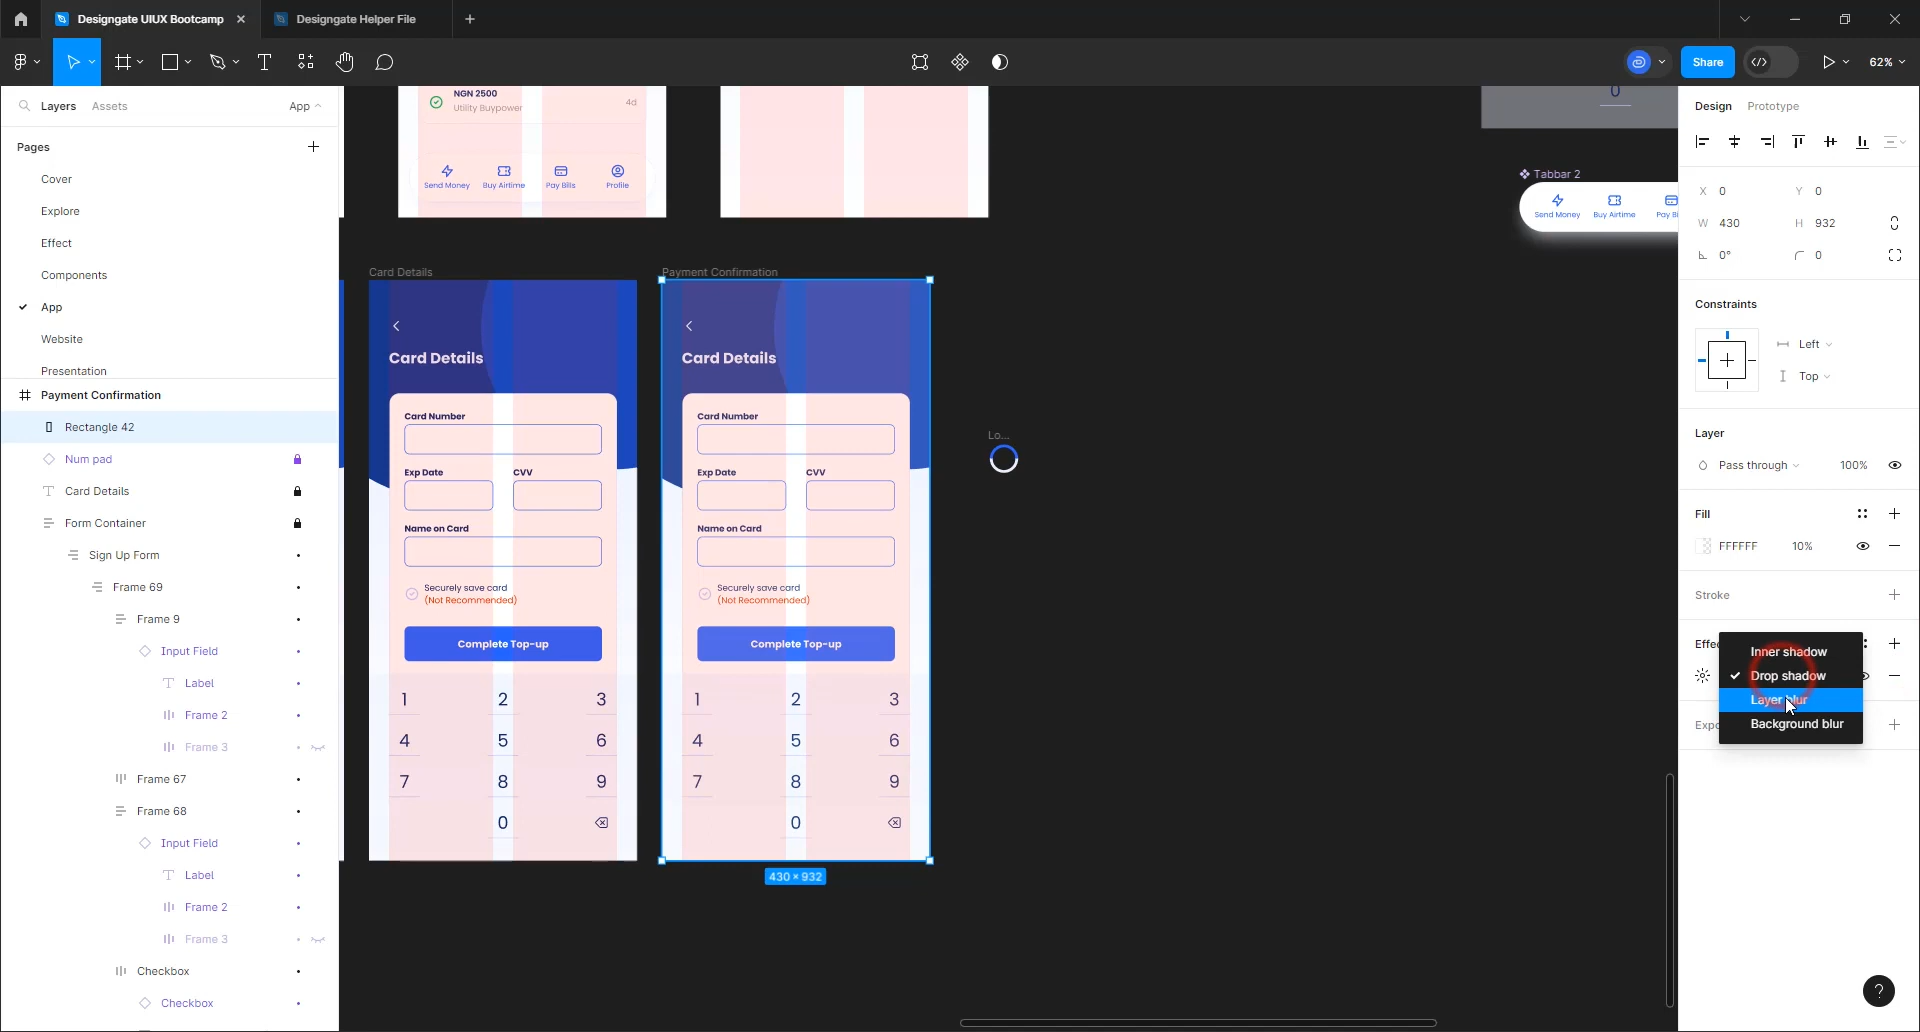 Designgate UIUX Bootcamp
Designgate Helper File
Share
62%
Layers
Assets
App
Pages
Cover
Explore
Effect
Components
App
Website
Presentation
Payment Confirmation
Rectangle 42
Num pad
Card Details
Form Container
Sign Up Form
Frame 69
Frame 9
Input Field
Label
Frame 2
Frame 3
Frame 67
Frame 68
Input Field
Label
Frame 2
Frame 3
Checkbox
Checkbox
NGN 2500
Utility Buypower
4d
Send Money
Buy Airtime
Pay Bills
Profile
0
Tabbar 2
Send Money
Buy Airtime
Card Details
Card Details
Card Number
Exp Date
CVV
Name on Card
Securely save card
(Not Recommended)
Complete Top-up
1 2 3
4 5 6
7 8 9
0
Payment Confirmation
Card Details
Card Number
Exp Date
CVV
Name on Card
Securely save card
(Not Recommended)
Complete Top-up
1 2 3
4 5 6
7 8 9
0
430 × 932
Lo...
Design
Prototype
X 0
Y 0
W 430
H 932
0°
0
Constraints
Left
Top
Layer
Pass through
100%
Fill
FFFFFF
10%
Stroke
Inner shadow
Drop shadow
Layer blur
Background blur
?